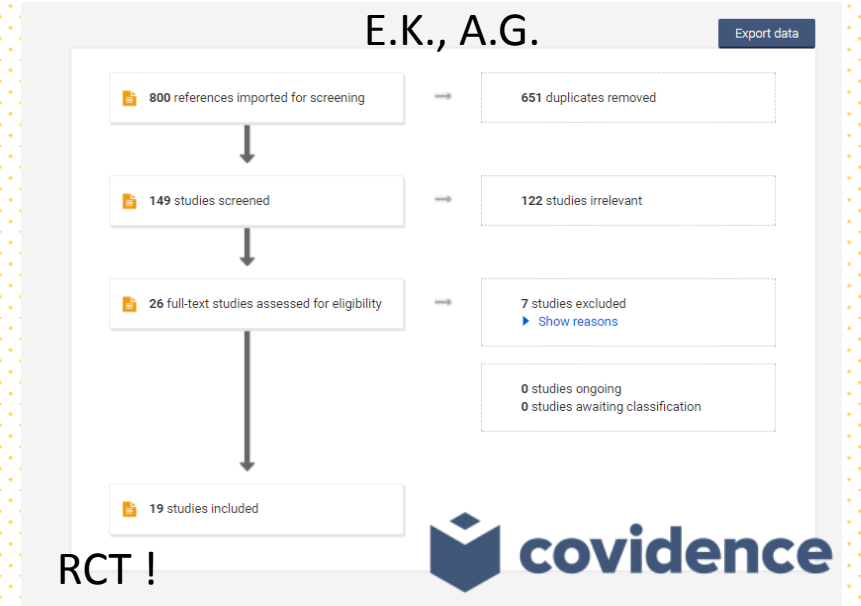 E.K., A.G.
Export data
800 references imported for screening
651 duplicates removed
149 studies screened
122 studies irrelevant
26 full-text studies assessed for eligibility
7 studies excluded
Show reasons
0 studies ongoing
0 studies awaiting classification
19 studies included
covidence
RCT !